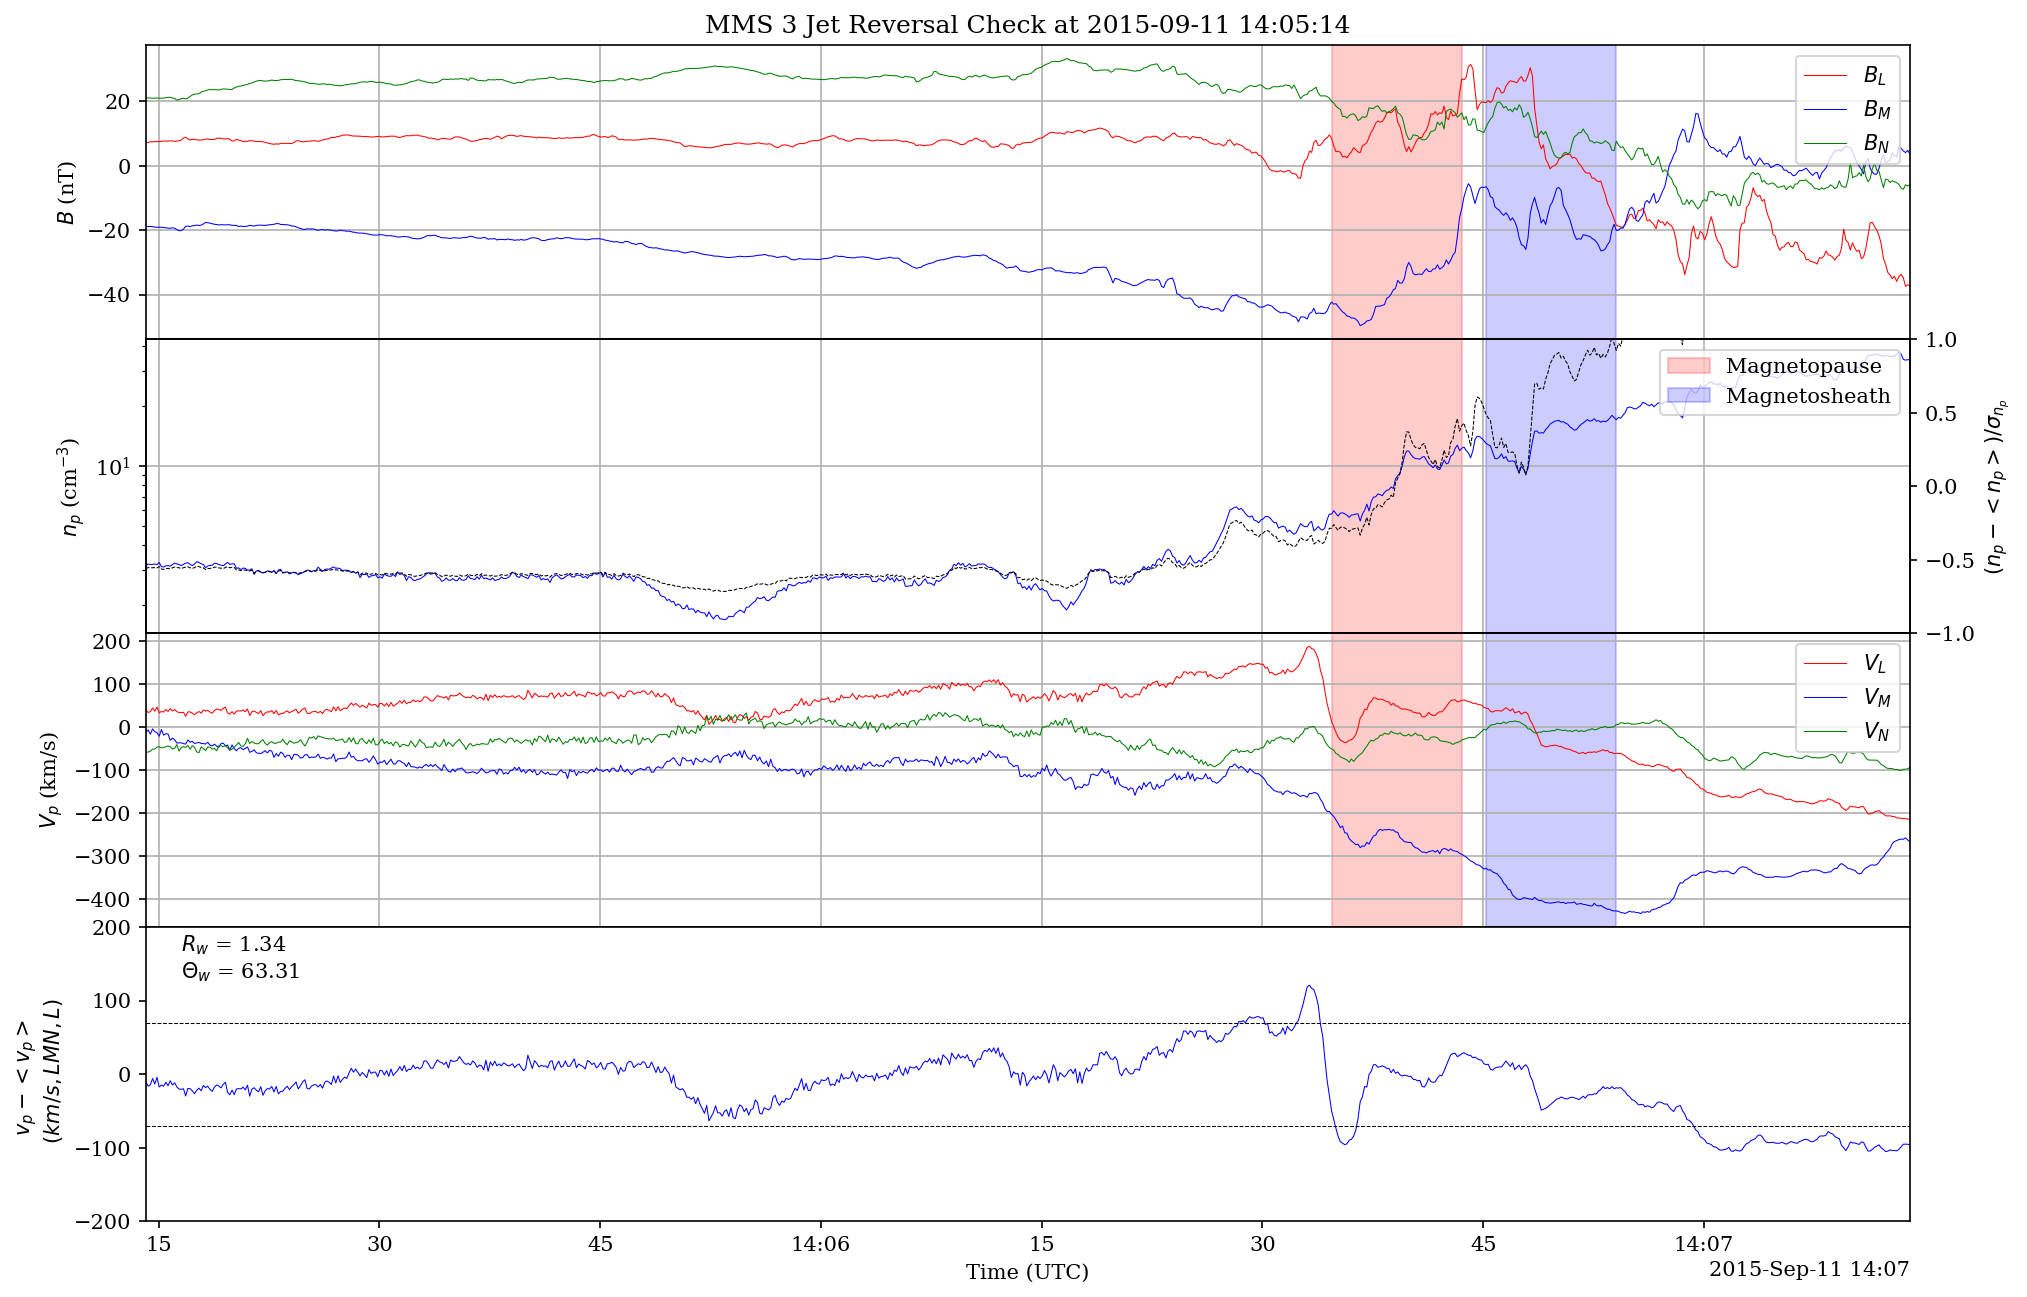 MMS 3 Jet Reversal Check at 2015-09-11 14:05:14
20
0
−20
−40
B (nT)
B_L
B_M
B_N
10^1
n_p (cm^−3)
1.0
0.5
0.0
−0.5
−1.0
(n_p − < n_p >)/σ_{n_p}
Magnetopause
Magnetosheath
200
100
0
−100
−200
−300
−400
V_p (km/s)
V_L
V_M
V_N
200
100
0
−100
−200
v_p − < v_p >
(km/s, LMN, L)
R_w = 1.34
Θ_w = 63.31
15
30
45
14:06
15
30
45
14:07
Time (UTC)
2015-Sep-11 14:07